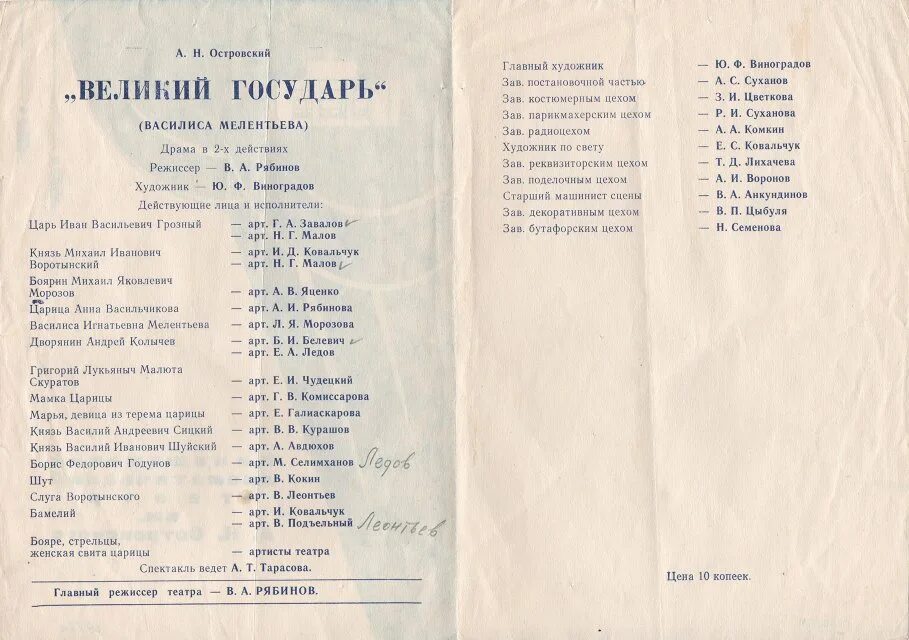 А. Н. Островский
„ВЕЛИКИЙ ГОСУДАРЬ“
(ВАСИЛИСА МЕЛЕНТЬЕВА)
Драма в 2-х действиях
Режиссер — В. А. Рябинов
Художник — Ю. Ф. Виноградов
Действующие лица и исполнители:
Царь Иван Васильевич Грозный — арт. Г. А. Завалов
— арт. Н. Г. Малов
Князь Михаил Иванович — арт. И. Д. Ковальчук
Воротынский — арт. Н. Г. Малов
Боярин Михаил Яковлевич
Морозов — арт. А. В. Яценко
Царица Анна Васильчикова — арт. А. И. Рябинова
Василиса Игнатьевна Мелентьева — арт. Л. Я. Морозова
Дворянин Андрей Колычев — арт. Б. И. Белевич
— арт. Е. А. Ледов
Григорий Лукьяныч Малюта
Скуратов — арт. Е. И. Чудецкий
Мамка Царицы — арт. Г. В. Комиссарова
Марья, девица из терема царицы — арт. Е. Галиаскарова
Князь Василий Андреевич Сицкий — арт. В. В. Курашов
Князь Василий Иванович Шуйский — арт. А. Авдюхов
Борис Федорович Годунов — арт. М. Селимханов Ледов
Шут — арт. В. Кокин
Слуга Воротынского — арт. В. Леонтьев
Бамелий — арт. И. Ковальчук
— арт. В. Подъельный Леонтьев
Бояре, стрельцы,
женская свита царицы — артисты театра
Спектакль ведет А. Т. Тарасова.
Главный режиссер театра — В. А. РЯБИНОВ.
Главный художник — Ю. Ф. Виноградов
Зав. постановочной частью — А. С. Суханов
Зав. костюмерным цехом — З. И. Цветкова
Зав. парикмахерским цехом — Р. И. Суханова
Зав. радиоцехом — А. А. Комкин
Художник по свету — Е. С. Ковальчук
Зав. реквизиторским цехом — Т. Д. Лихачева
Зав. поделочным цехом — А. И. Воронов
Старший машинист сцены — В. А. Анкундинов
Зав. декоративным цехом — В. П. Цыбуля
Зав. бутафорским цехом — Н. Семенова
Цена 10 копеек.